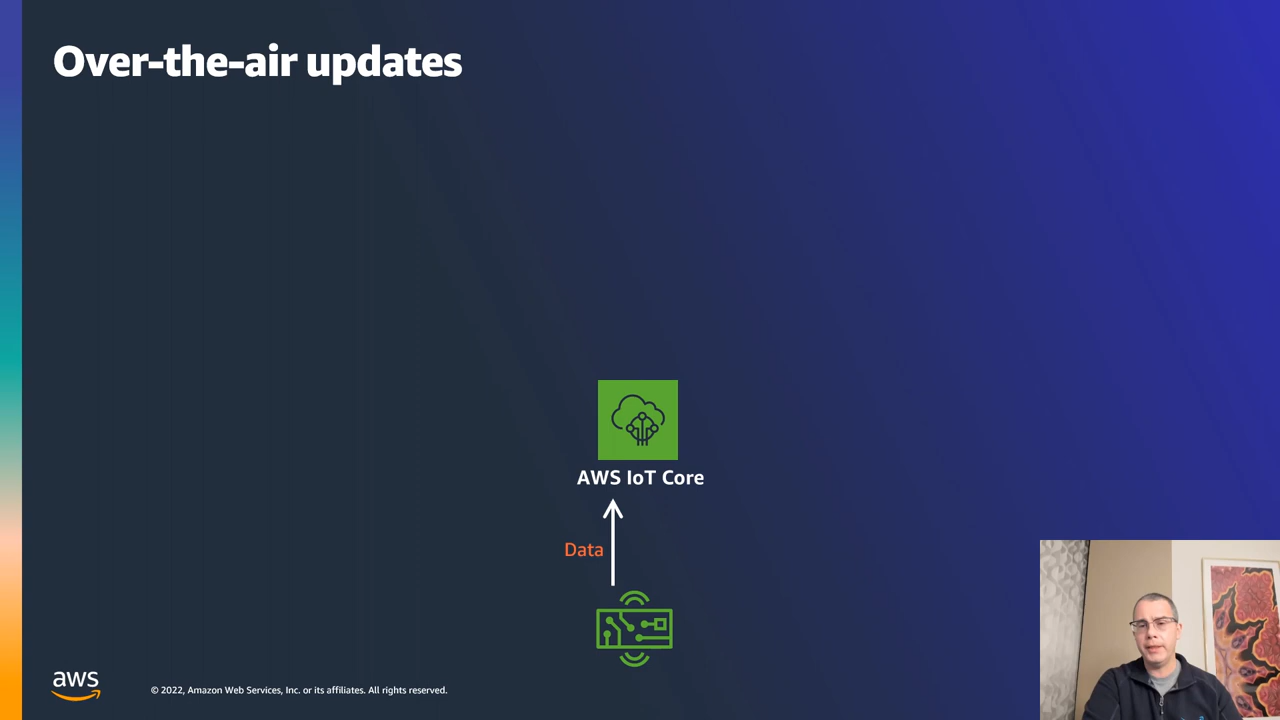 Over-the-air updates
AWS IoT Core
Data
aws
© 2022, Amazon Web Services, Inc. or its affiliates. All rights reserved.